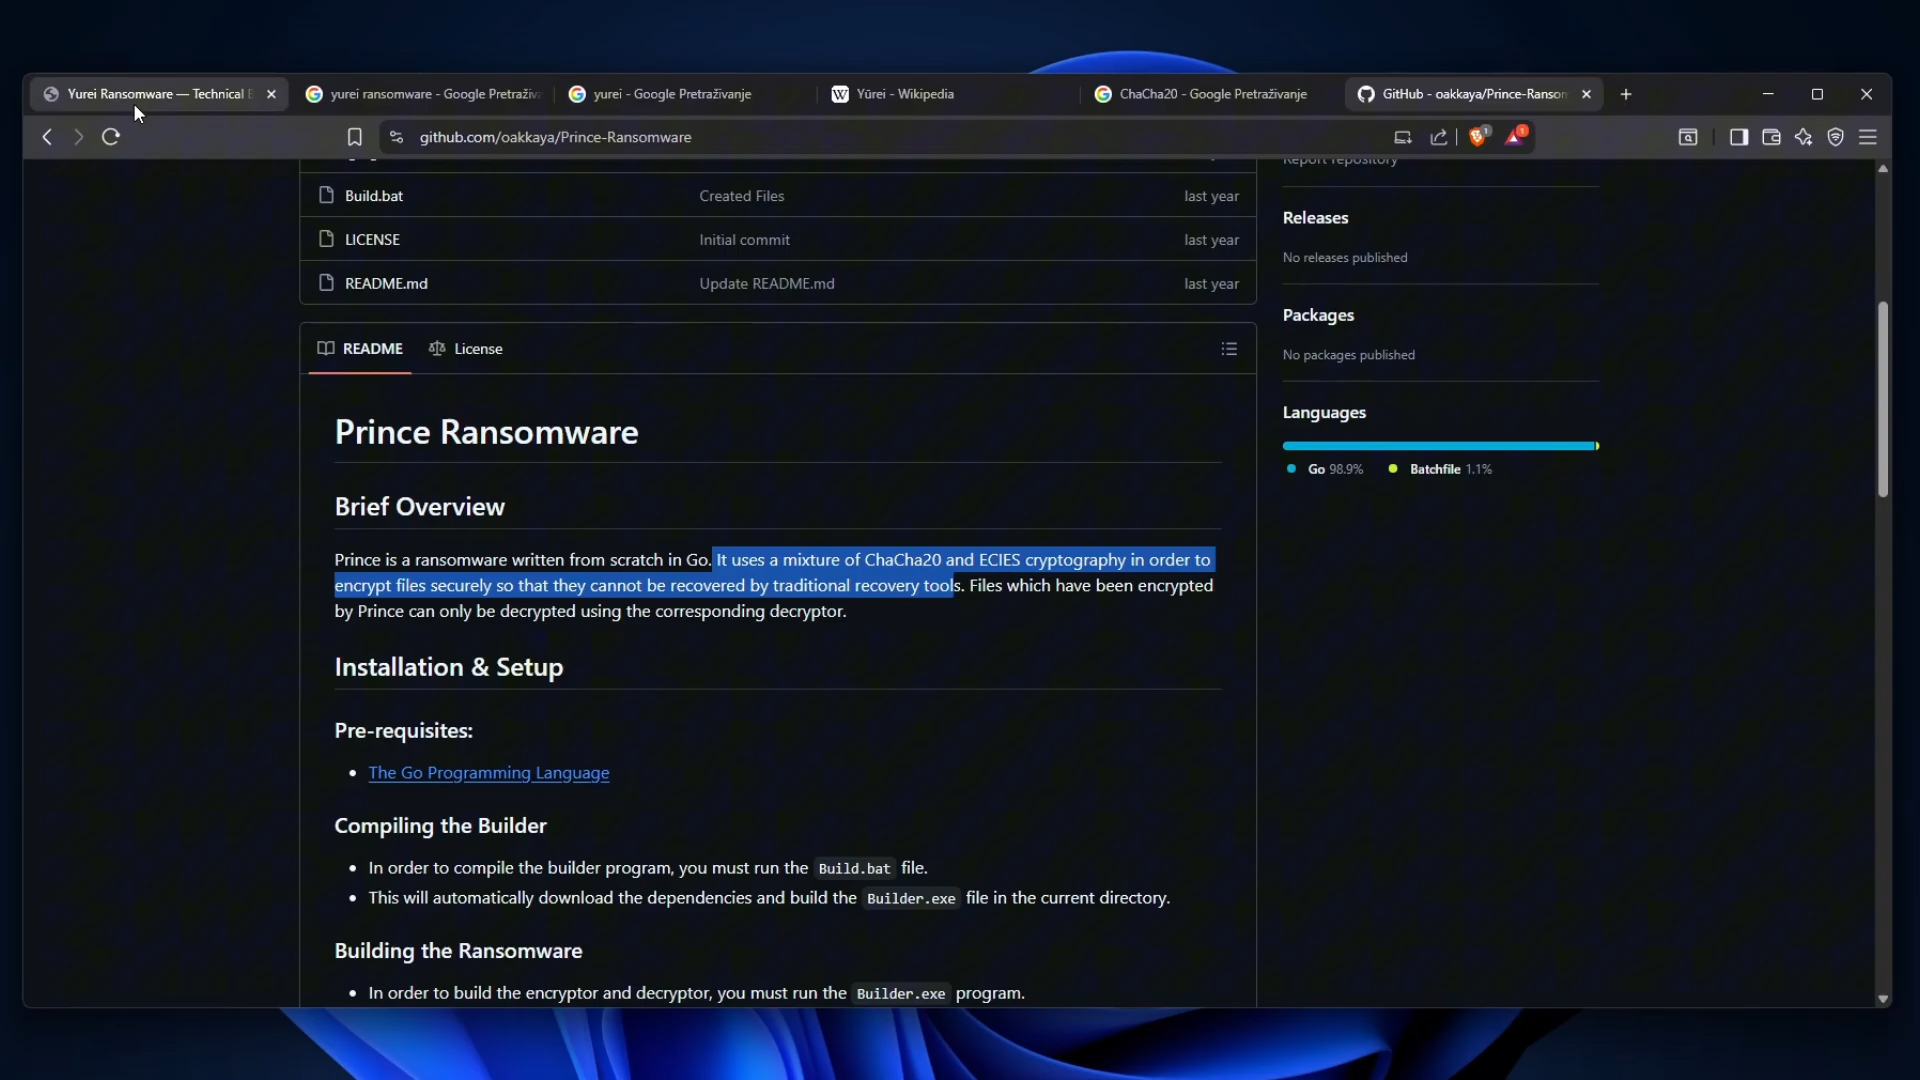 Yurei Ransomware — Technical
yurei ransomware - Google Pretraživ
yurei - Google Pretraživanje
Yūrei - Wikipedia
ChaCha20 - Google Pretraživanje
GitHub - oakkaya/Prince-Ransom
github.com/oakkaya/Prince-Ransomware
1
1
Report repository
Build.bat
Created Files
last year
LICENSE
Initial commit
last year
README.md
Update README.md
last year
Releases
No releases published
Packages
No packages published
Languages
Go 98.9%
Batchfile 1.1%
README
License
Prince Ransomware
Brief Overview
Prince is a ransomware written from scratch in Go. It uses a mixture of ChaCha20 and ECIES cryptography in order to
encrypt files securely so that they cannot be recovered by traditional recovery tools. Files which have been encrypted
by Prince can only be decrypted using the corresponding decryptor.
Installation & Setup
Pre-requisites:
• The Go Programming Language
Compiling the Builder
• In order to compile the builder program, you must run the Build.bat file.
• This will automatically download the dependencies and build the Builder.exe file in the current directory.
Building the Ransomware
• In order to build the encryptor and decryptor, you must run the Builder.exe program.